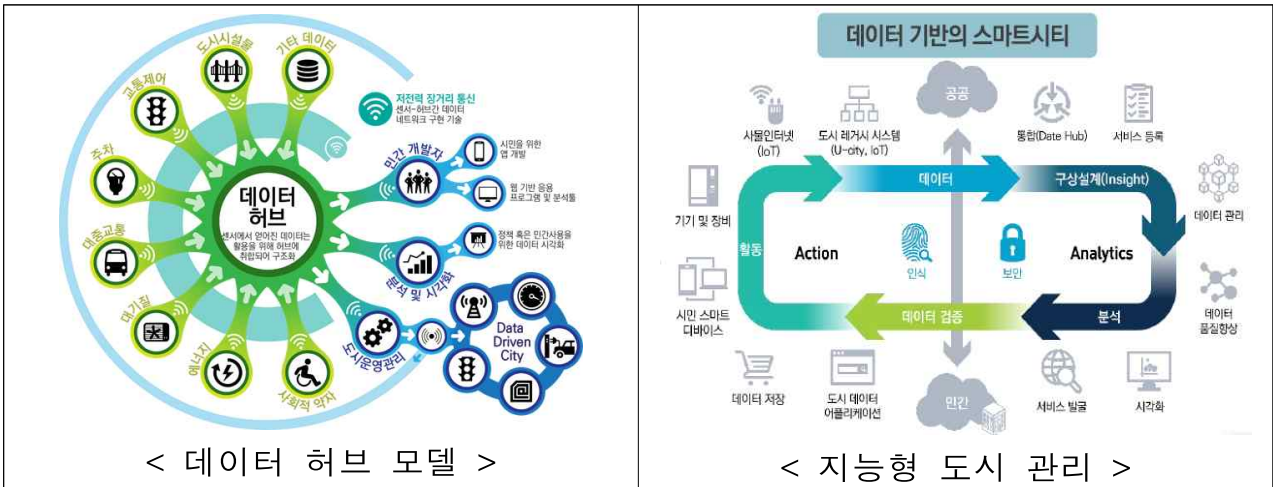 도시시설물
기타 데이터
교통제어
주차
대중교통
대기질
에너지
사회적 약자
데이터
허브
센서에서 얻어진 데이터는
활용을 위해 허브에
취합되어 구조화
저전력 장거리 통신
센서-허브간 데이터
네트워크 구현 기술
민간 개발자
시민을 위한
앱 개발
웹 기반 응용
프로그램 및 분석툴
분석 및 시각화
정책 혹은 민간사용을
위한 데이터 시각화
도시운영관리
Data
Driven
City
< 데이터 허브 모델 >
데이터 기반의 스마트시티
공공
사물인터넷
(IoT)
도시 레거시 시스템
(U-city, IoT)
통합(Date Hub)
서비스 등록
데이터
구상설계(Insight)
기기 및 장비
데이터 관리
활동
Action
인식
보안
Analytics
시민 스마트
디바이스
데이터 검증
분석
데이터
품질향상
데이터 저장
도시 데이터
어플리케이션
민간
서비스 발굴
시각화
< 지능형 도시 관리 >